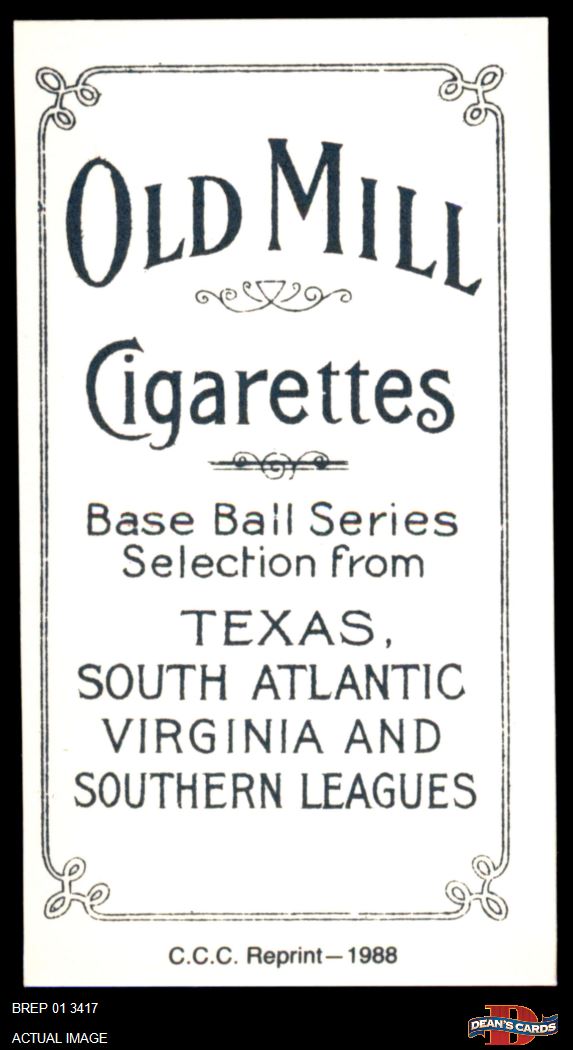 OLD MILL
Cigarettes
Base Ball Series
Selection from
TEXAS,
SOUTH ATLANTIC
VIRGINIA AND
SOUTHERN LEAGUES
C.C.C. Reprint—1988
BREP 01 3417
ACTUAL IMAGE
D
DEAN'S CARDS